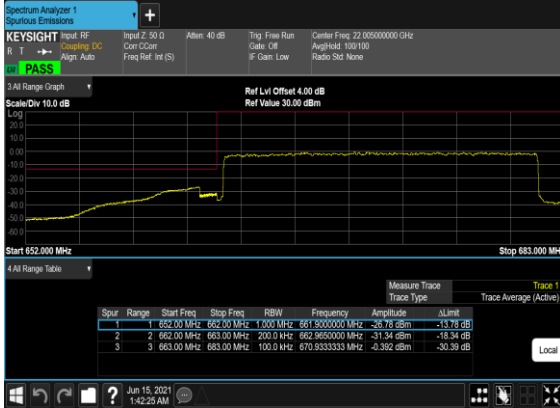 Spectrum Analyzer 1
Spurious Emissions
KEYSIGHT
R T
PASS
Input: RF
Coupling: DC
Align: Auto
Input Z: 50 Ω
Corr CCorr
Freq Ref: Int (S)
Atten: 40 dB
Trig: Free Run
Gate: Off
IF Gain: Low
Center Freq: 22.005000000 GHz
Avg|Hold: 100/100
Radio Std: None
3 All Range Graph
Scale/Div 10.0 dB
Ref Lvl Offset 4.00 dB
Ref Value 30.00 dBm
Log
20.0
10.0
0.00
-10.0
-20.0
-30.0
-40.0
-50.0
-60.0
Start 652.000 MHz
Stop 683.000 MH
4 All Range Table
Measure Trace Trace 1
Trace Type Trace Average (Active)
Spur Range Start Freq Stop Freq RBW Frequency Amplitude ΔLimit
1 1 652.00 MHz 662.00 MHz 1.000 MHz 661.9000000 MHz -26.78 dBm -13.78 dB
2 2 662.00 MHz 663.00 MHz 200.0 kHz 662.9650000 MHz -31.34 dBm -18.34 dB
3 3 663.00 MHz 683.00 MHz 100.0 kHz 670.9333333 MHz -0.392 dBm -30.39 dB
Local
Jun 15, 2021
1:42:25 AM